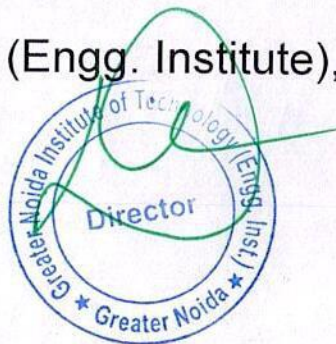 (Engg. Institute),
Greater Noida Institute of Technology (Engg Inst.)
Director
★ Greater Noida ★